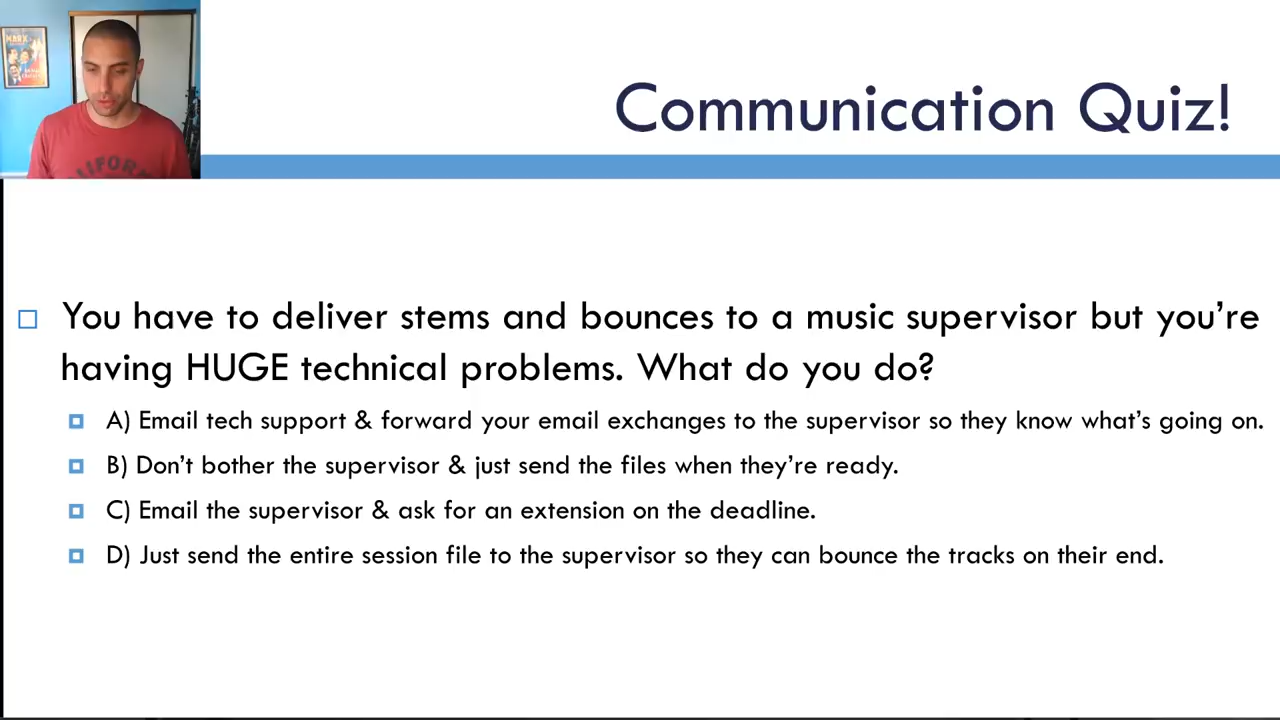 MARX
Communication Quiz!
LIFOR
You have to deliver stems and bounces to a music supervisor but you’re
having HUGE technical problems. What do you do?
A) Email tech support & forward your email exchanges to the supervisor so they know what’s going on.
B) Don’t bother the supervisor & just send the files when they’re ready.
C) Email the supervisor & ask for an extension on the deadline.
D) Just send the entire session file to the supervisor so they can bounce the tracks on their end.